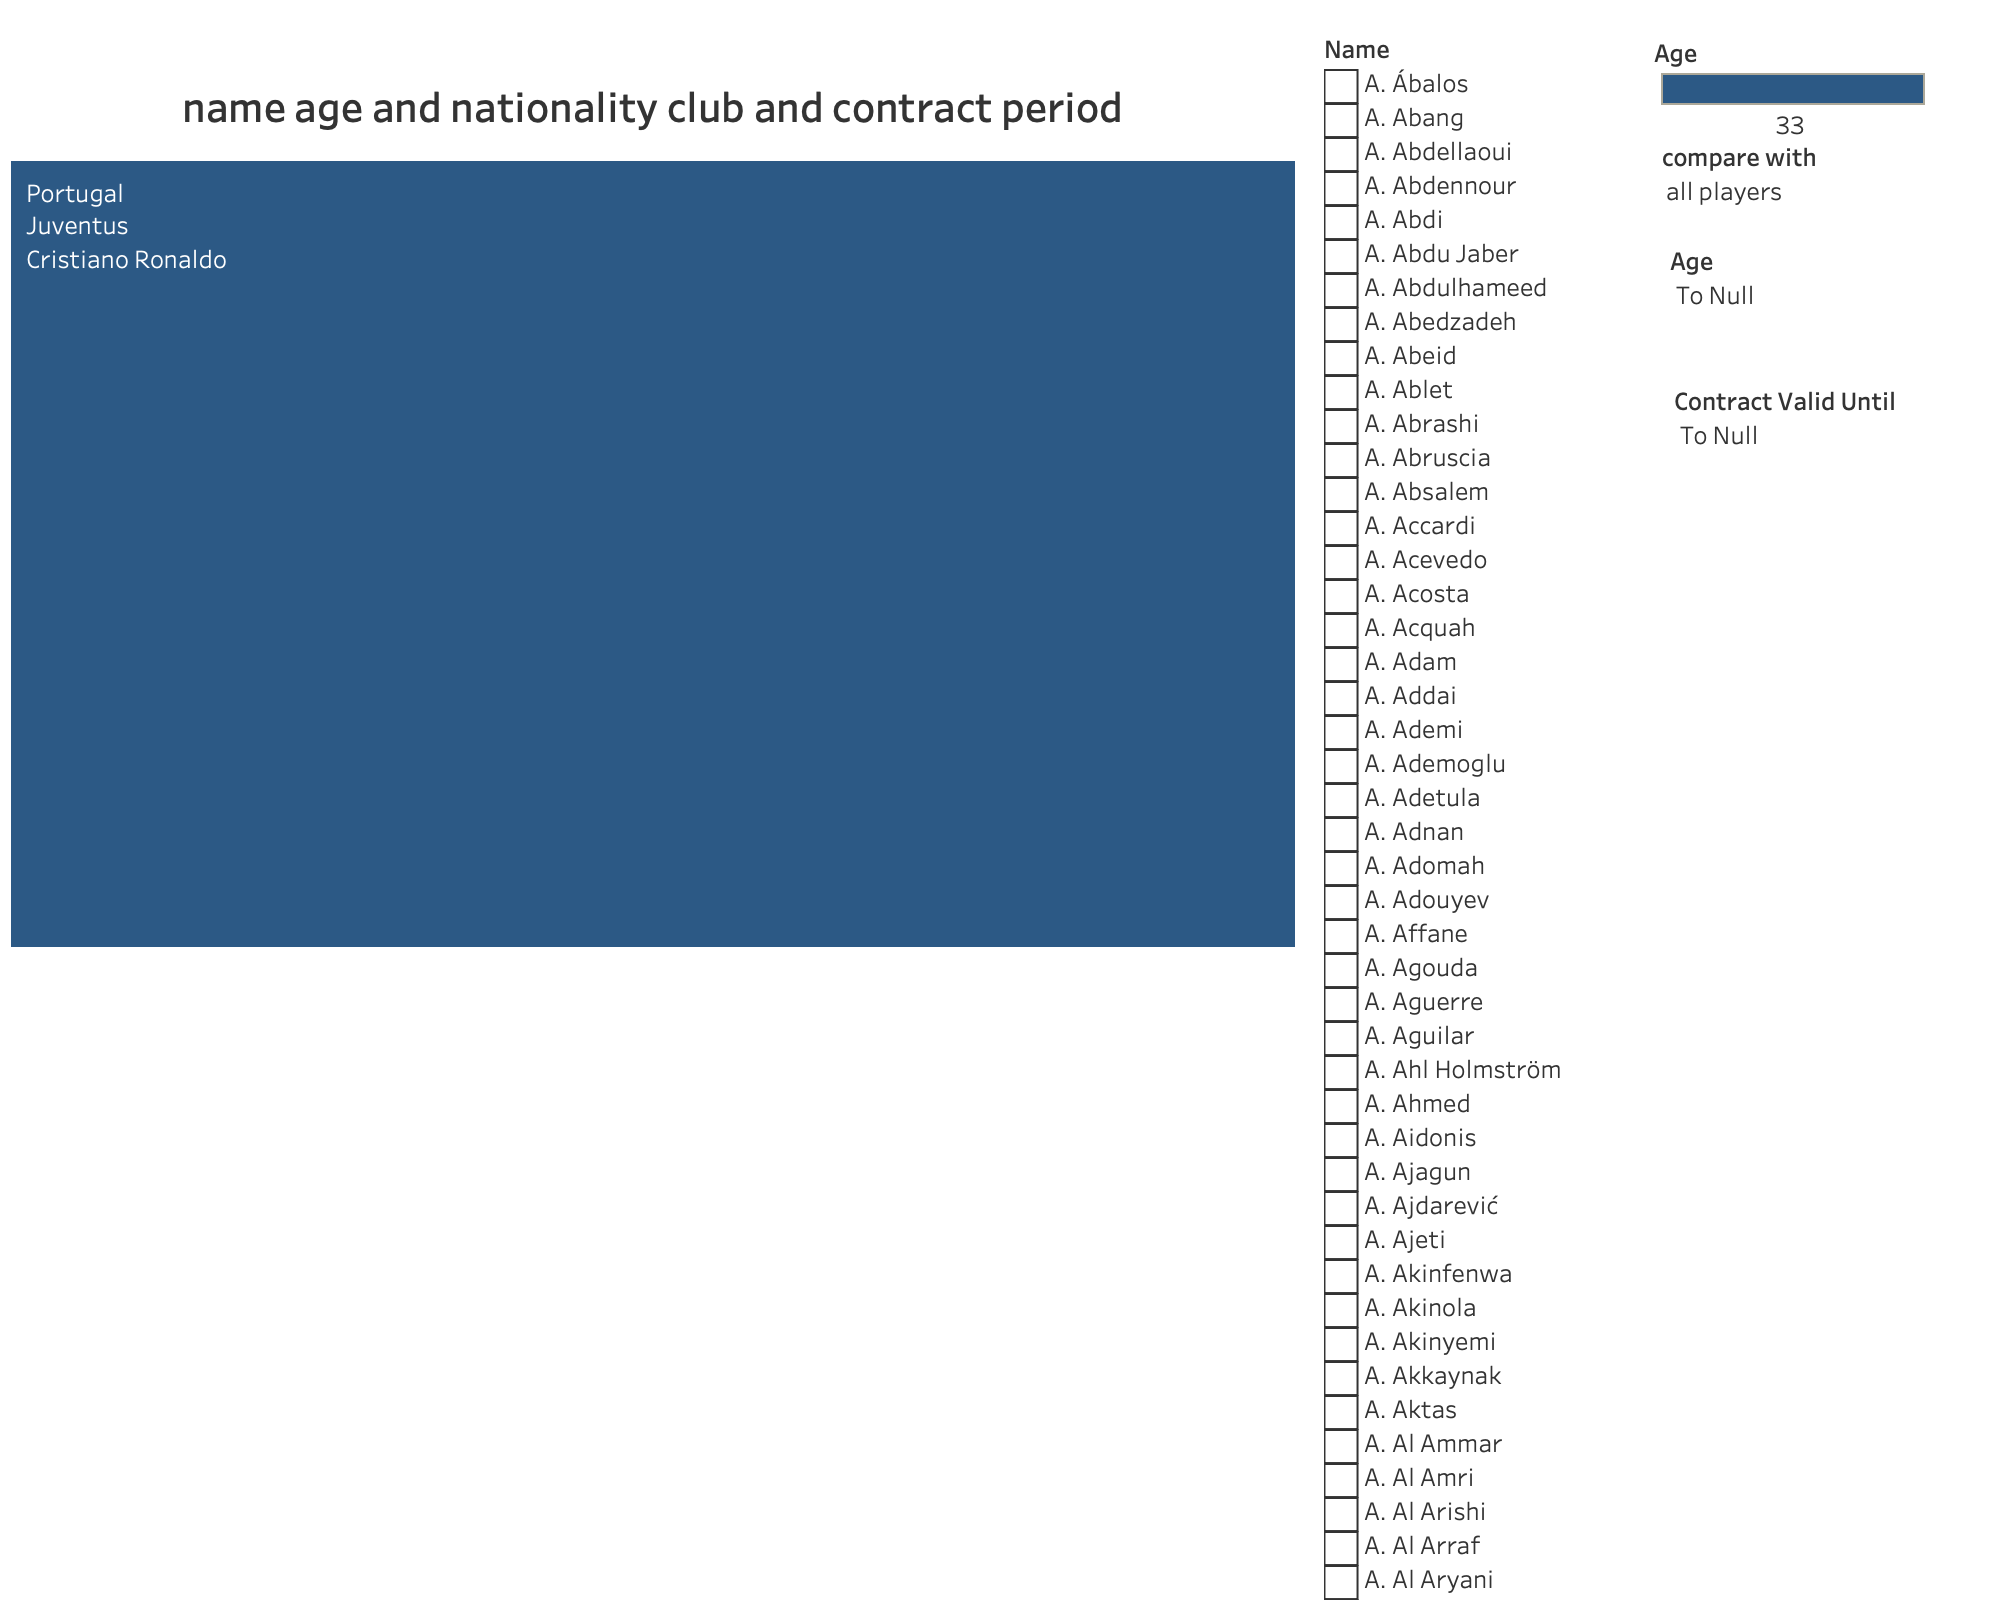 name age and nationality club and contract period
Portugal
Juventus
Cristiano Ronaldo
Name
A. Ábalos
A. Abang
A. Abdellaoui
A. Abdennour
A. Abdi
A. Abdu Jaber
A. Abdulhameed
A. Abedzadeh
A. Abeid
A. Ablet
A. Abrashi
A. Abruscia
A. Absalem
A. Accardi
A. Acevedo
A. Acosta
A. Acquah
A. Adam
A. Addai
A. Ademi
A. Ademoglu
A. Adetula
A. Adnan
A. Adomah
A. Adouyev
A. Affane
A. Agouda
A. Aguerre
A. Aguilar
A. Ahl Holmström
A. Ahmed
A. Aidonis
A. Ajagun
A. Ajdarević
A. Ajeti
A. Akinfenwa
A. Akinola
A. Akinyemi
A. Akkaynak
A. Aktas
A. Al Ammar
A. Al Amri
A. Al Arishi
A. Al Arraf
A. Al Aryani
Age
33
compare with
all players
Age
To Null
Contract Valid Until
To Null